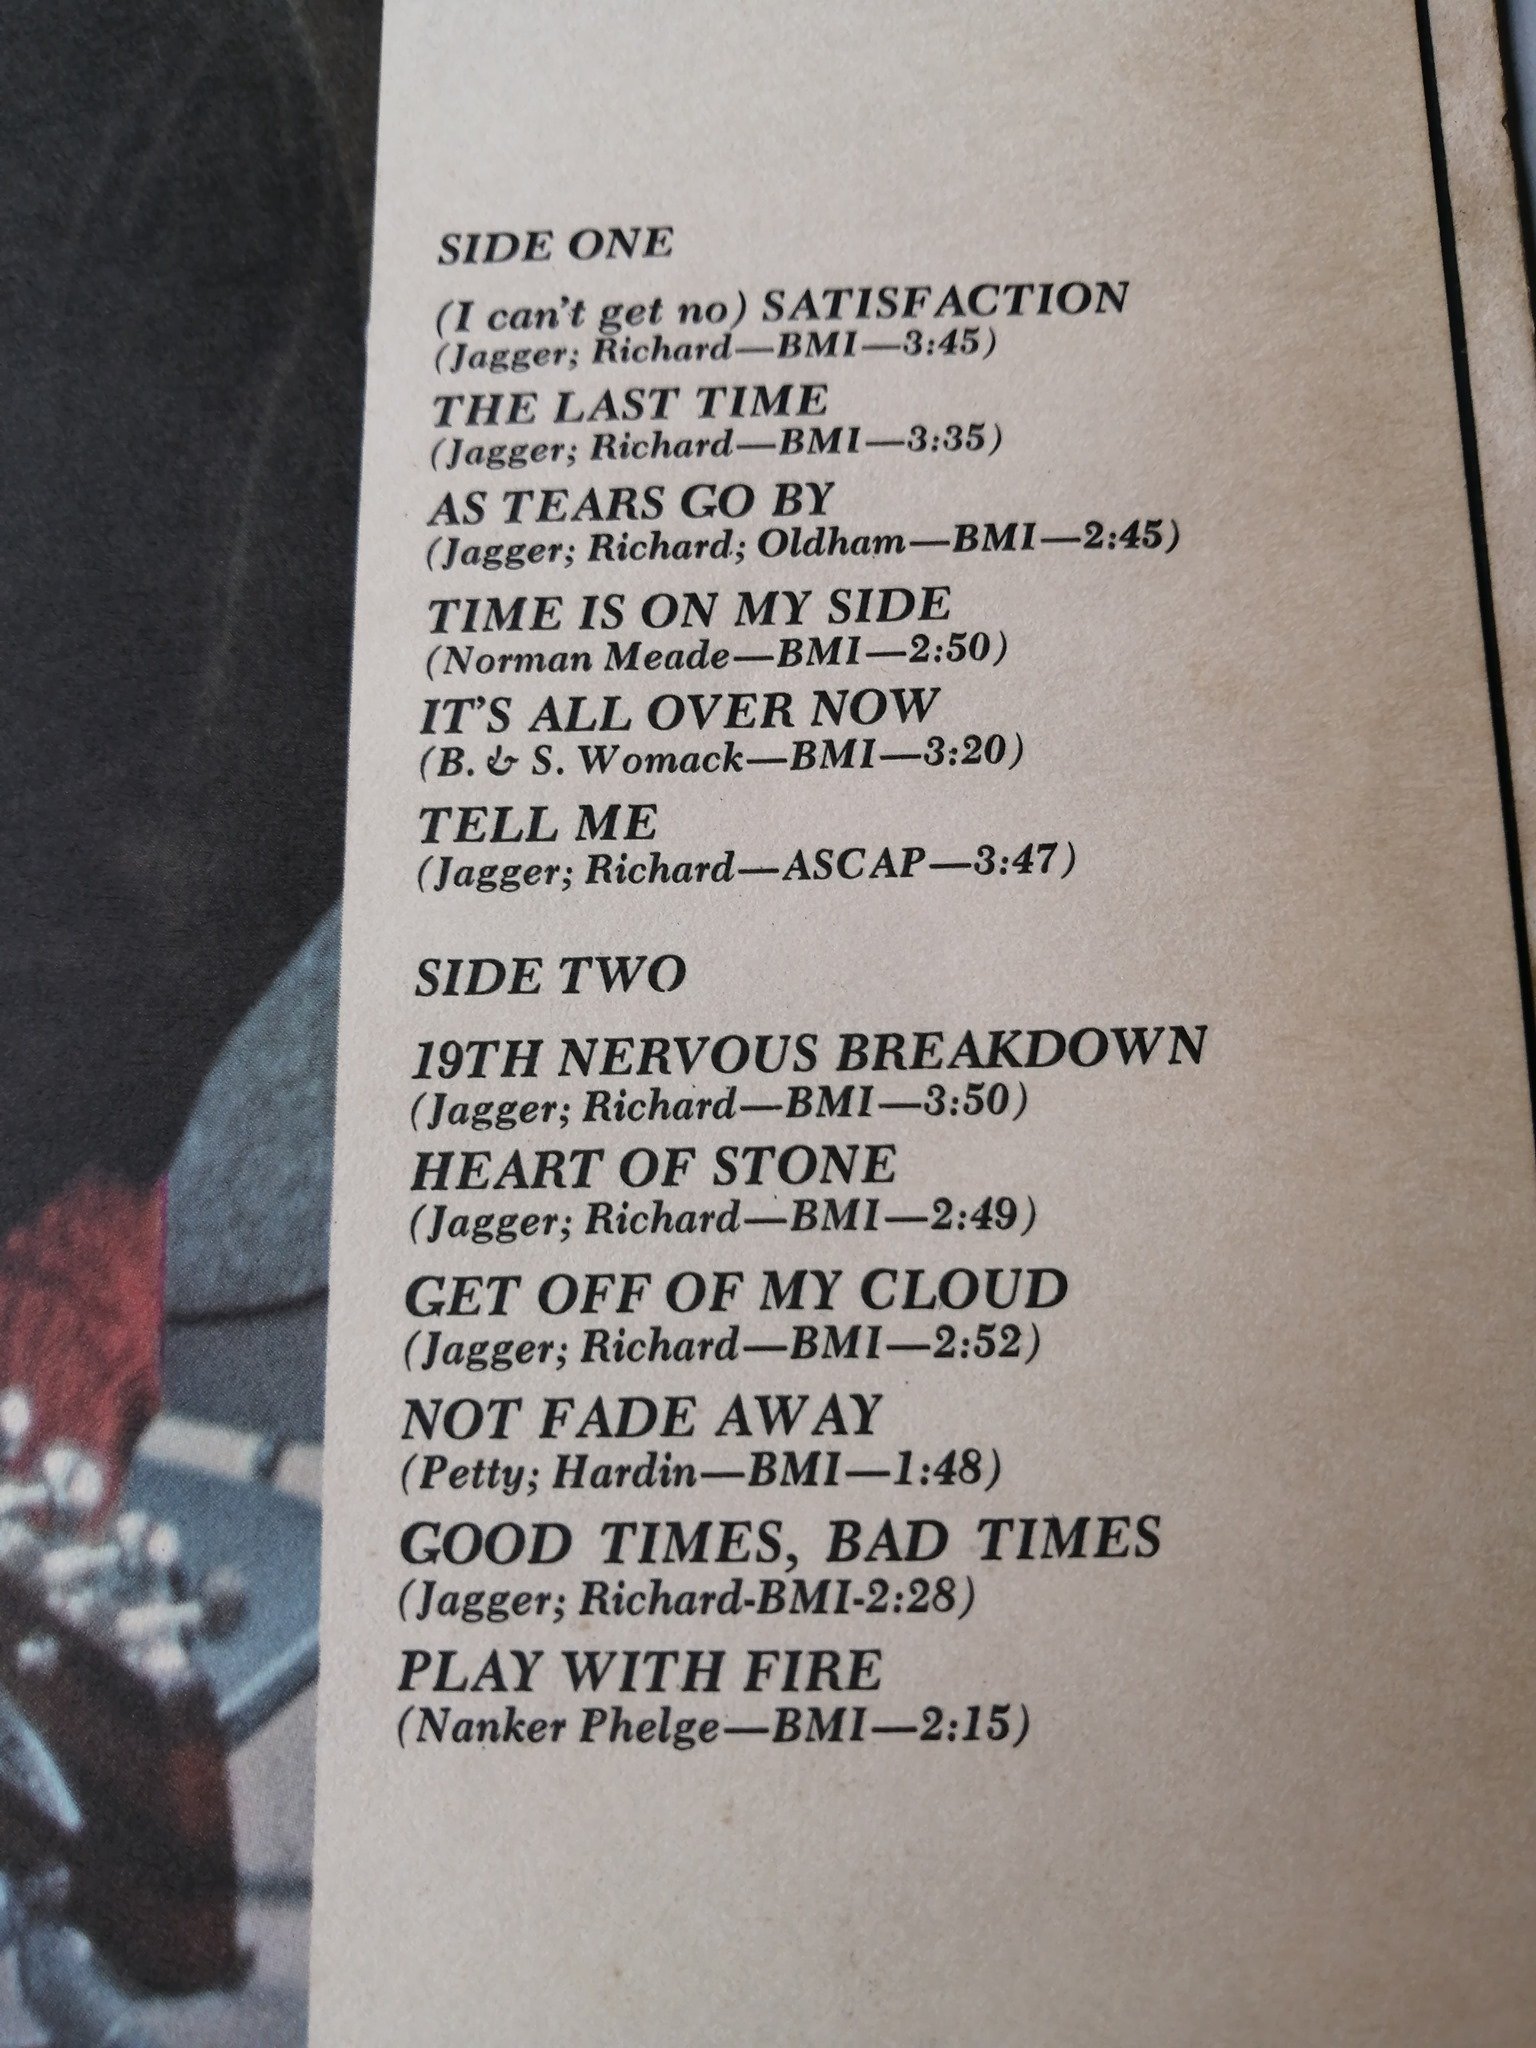 SIDE ONE
(I can't get no) SATISFACTION
(Jagger; Richard—BMI—3:45)
THE LAST TIME
(Jagger; Richard—BMI—3:35)
AS TEARS GO BY
(Jagger; Richard; Oldham—BMI—2:45)
TIME IS ON MY SIDE
(Norman Meade—BMI—2:50)
IT'S ALL OVER NOW
(B. & S. Womack—BMI—3:20)
TELL ME
(Jagger; Richard—ASCAP—3:47)
SIDE TWO
19TH NERVOUS BREAKDOWN
(Jagger; Richard—BMI—3:50)
HEART OF STONE
(Jagger; Richard—BMI—2:49)
GET OFF OF MY CLOUD
(Jagger; Richard—BMI—2:52)
NOT FADE AWAY
(Petty; Hardin—BMI—1:48)
GOOD TIMES, BAD TIMES
(Jagger; Richard-BMI-2:28)
PLAY WITH FIRE
(Nanker Phelge—BMI—2:15)